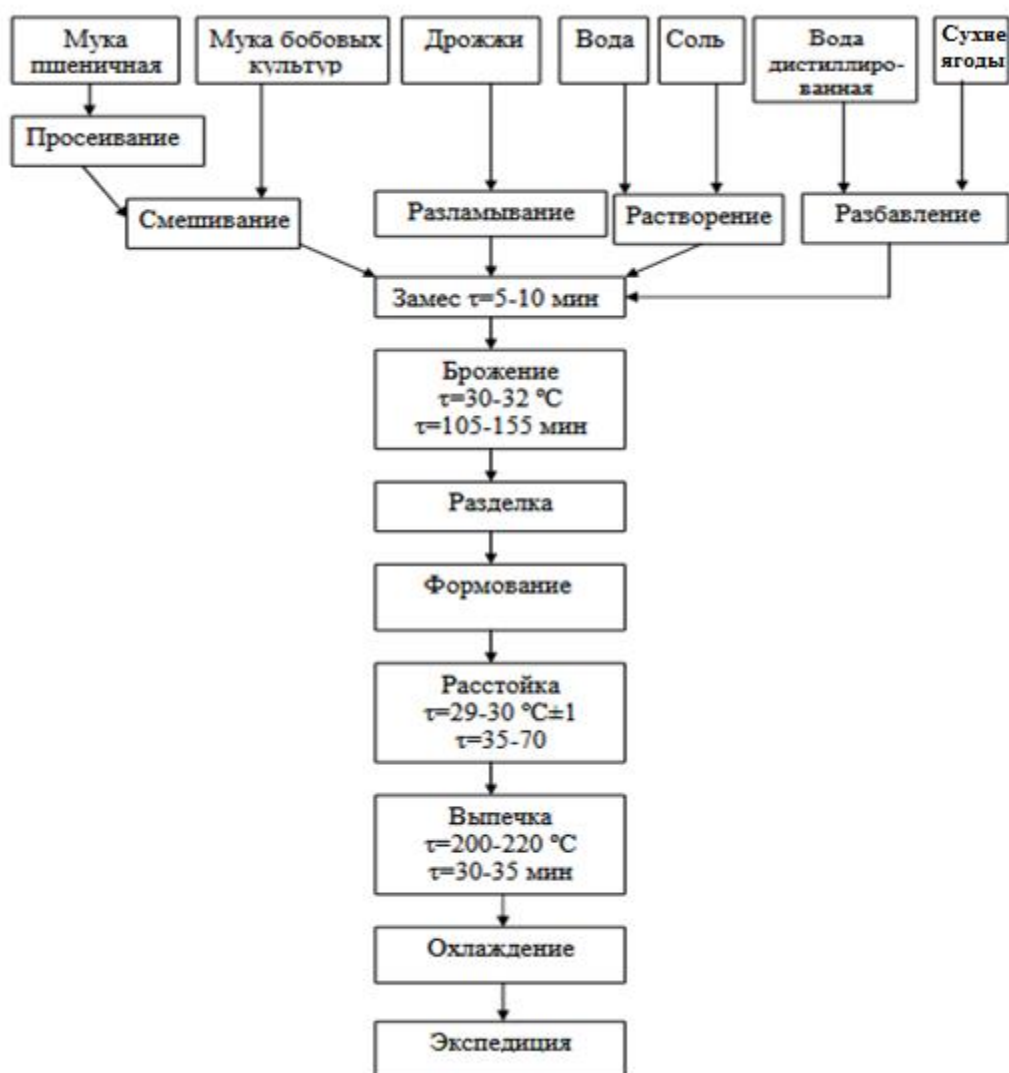 Мука
пшеничная
Мука бобовых
культур
Дрожжи
Вода
Соль
Вода
дистиллиро-
ванная
Сухие
ягоды
Просеивание
Смешивание
Разламывание
Растворение
Разбавление
Замес τ=5-10 мин
Брожение
τ=30-32 °C
τ=105-155 мин
Разделка
Формование
Расстойка
τ=29-30 °C±1
τ=35-70
Выпечка
τ=200-220 °C
τ=30-35 мин
Охлаждение
Экспедиция